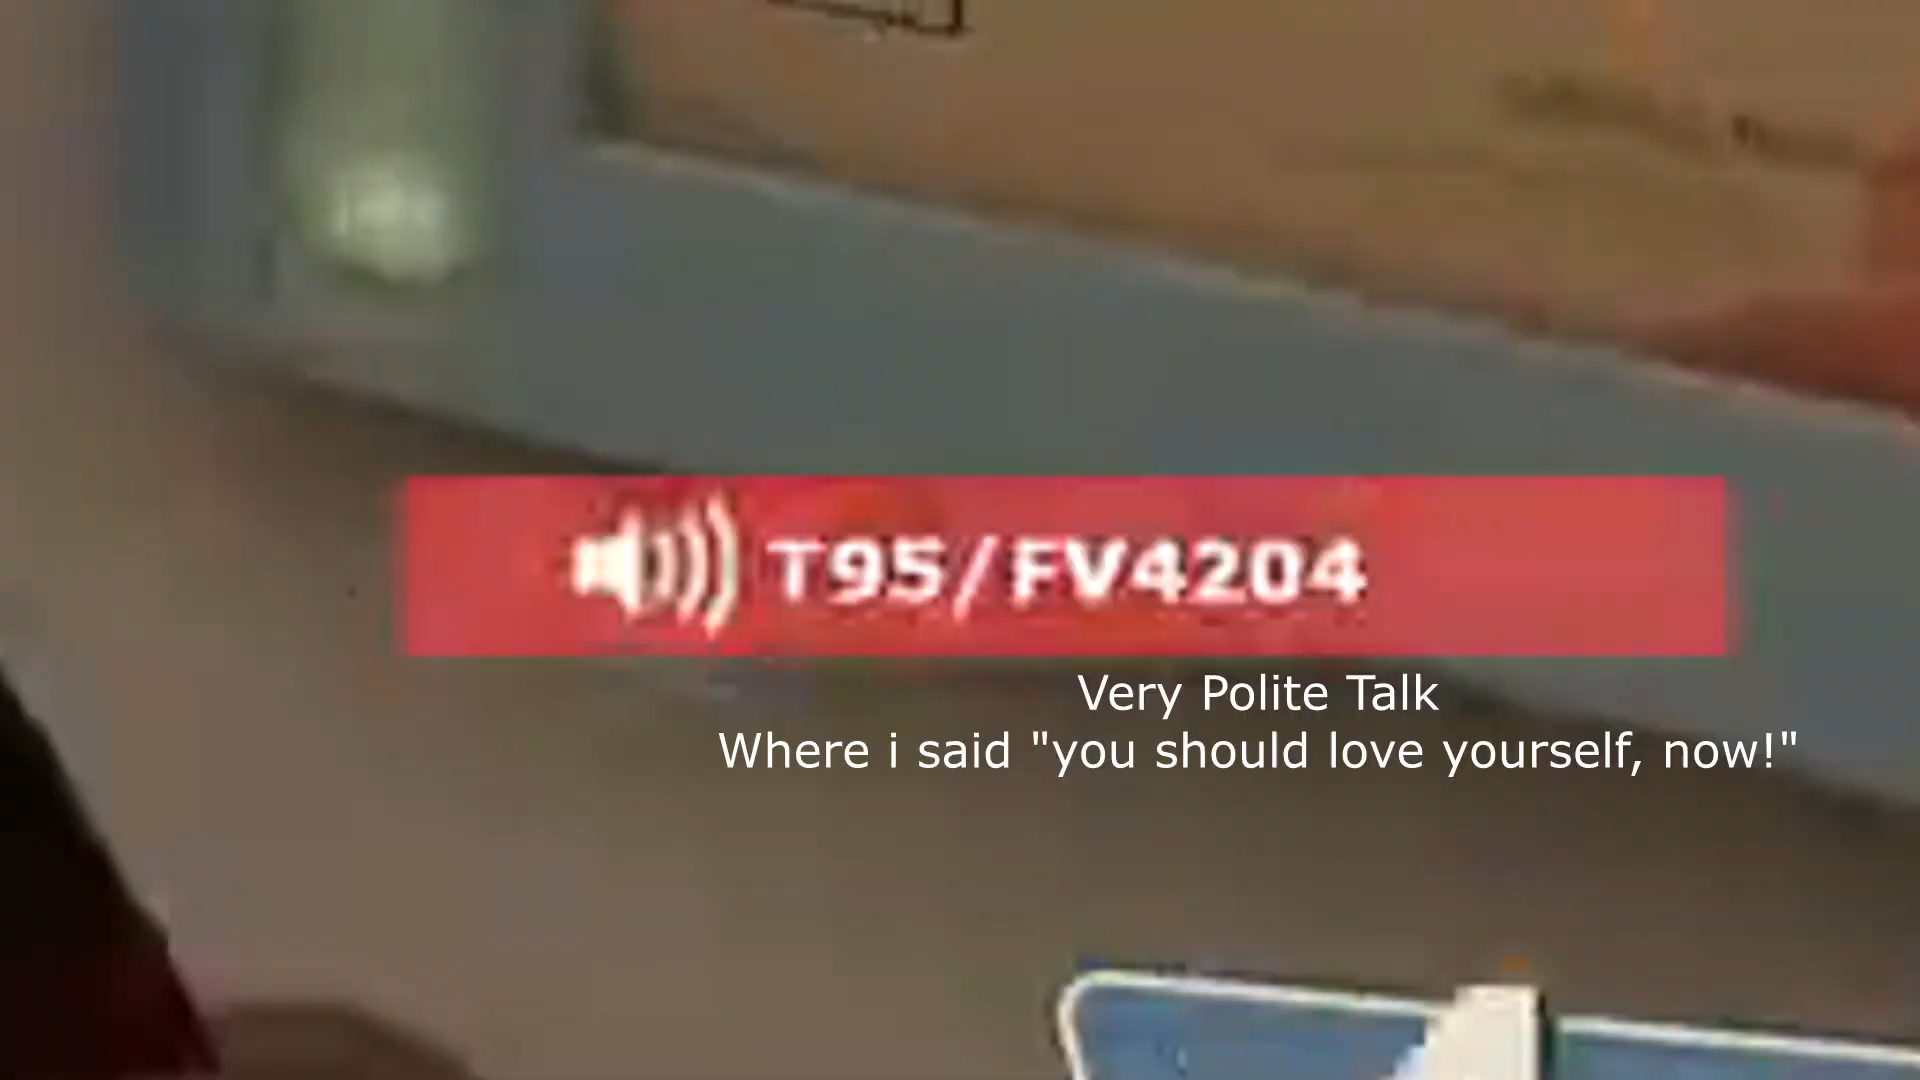 T95/FV4204
Very Polite Talk
Where i said "you should love yourself, now!"